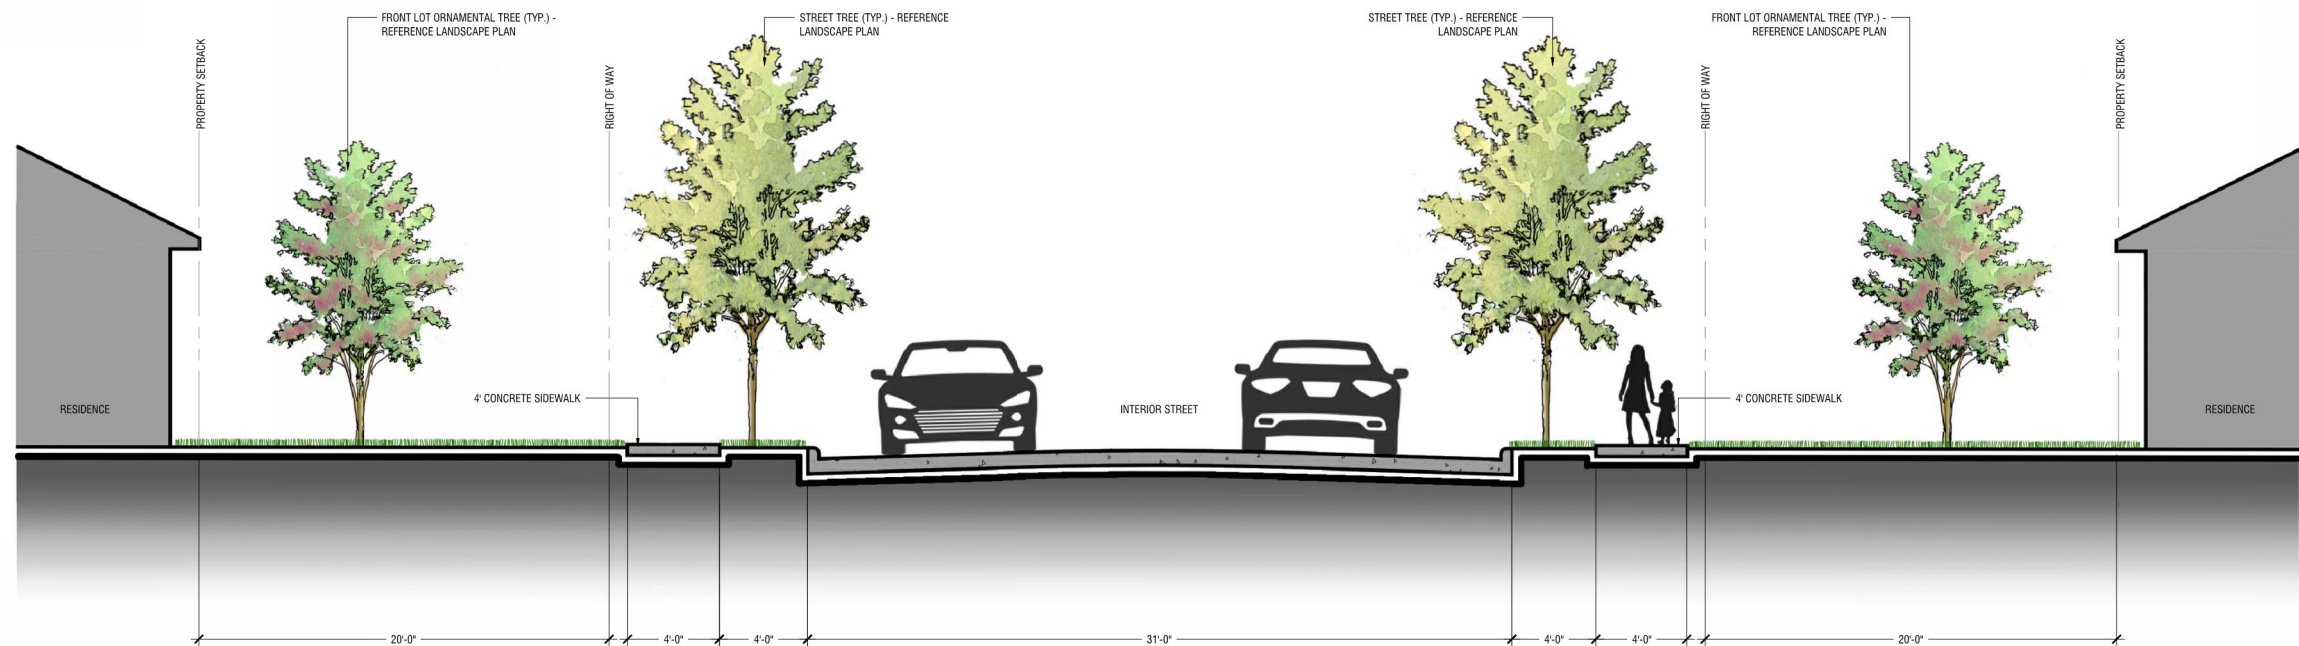 FRONT LOT ORNAMENTAL TREE (TYP.) -
REFERENCE LANDSCAPE PLAN
STREET TREE (TYP.) - REFERENCE
LANDSCAPE PLAN
STREET TREE (TYP.) - REFERENCE
LANDSCAPE PLAN
FRONT LOT ORNAMENTAL TREE (TYP.) -
REFERENCE LANDSCAPE PLAN
PROPERTY SETBACK
RIGHT OF WAY
RIGHT OF WAY
PROPERTY SETBACK
RESIDENCE
4' CONCRETE SIDEWALK
INTERIOR STREET
4' CONCRETE SIDEWALK
RESIDENCE
20'-0"
4'-0"
4'-0"
31'-0"
4'-0"
4'-0"
20'-0"